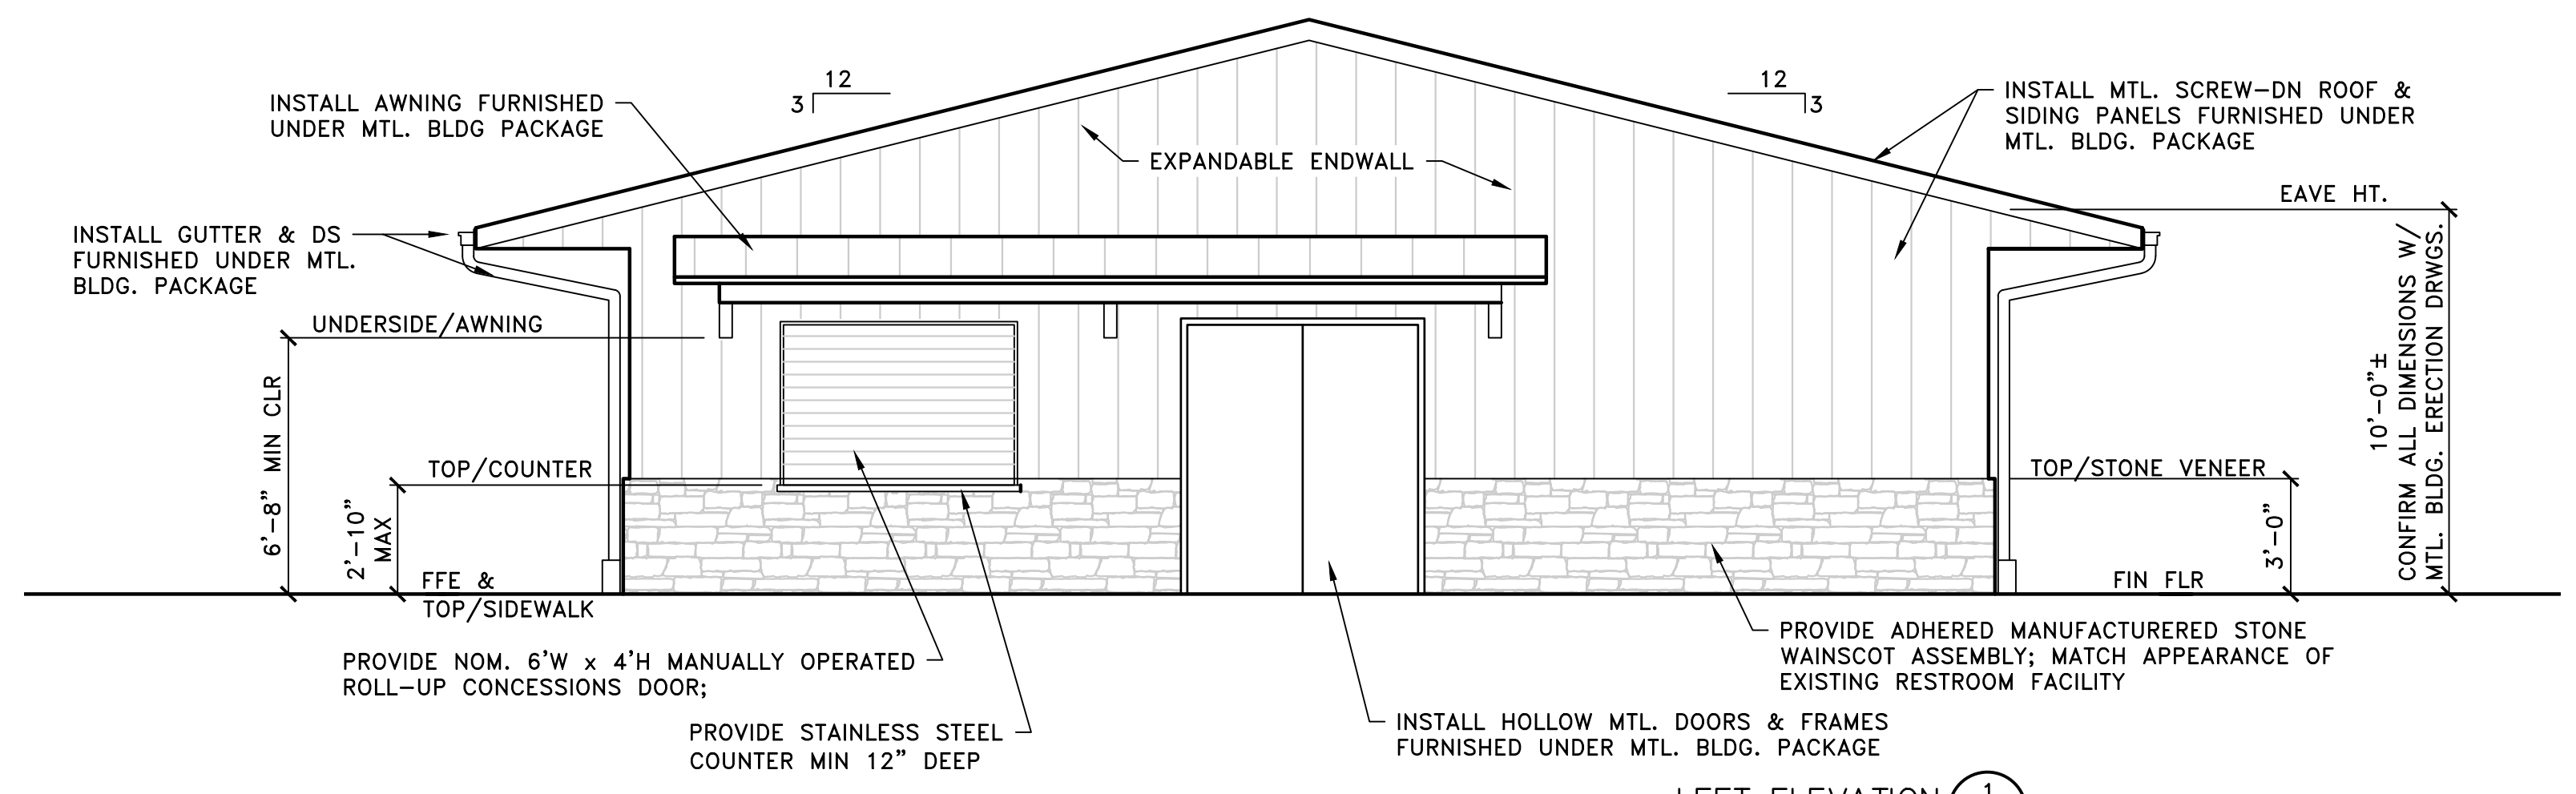 12
3
12
3
INSTALL AWNING FURNISHED
UNDER MTL. BLDG PACKAGE
INSTALL MTL. SCREW-DN ROOF &
SIDING PANELS FURNISHED UNDER
MTL. BLDG. PACKAGE
EXPANDABLE ENDWALL
EAVE HT.
INSTALL GUTTER & DS
FURNISHED UNDER MTL.
BLDG. PACKAGE
UNDERSIDE/AWNING
6'-8" MIN CLR
TOP/COUNTER
2'-10"
MAX
FFE &
TOP/SIDEWALK
TOP/STONE VENEER
3'-0"
FIN FLR
10'-0"±
CONFIRM ALL DIMENSIONS W/
MTL. BLDG. ERECTION DRWGS.
PROVIDE NOM. 6'W x 4'H MANUALLY OPERATED
ROLL-UP CONCESSIONS DOOR;
PROVIDE STAINLESS STEEL
COUNTER MIN 12" DEEP
PROVIDE ADHERED MANUFACTURERED STONE
WAINSCOT ASSEMBLY; MATCH APPEARANCE OF
EXISTING RESTROOM FACILITY
INSTALL HOLLOW MTL. DOORS & FRAMES
FURNISHED UNDER MTL. BLDG. PACKAGE
LEFT ELEVATION
1